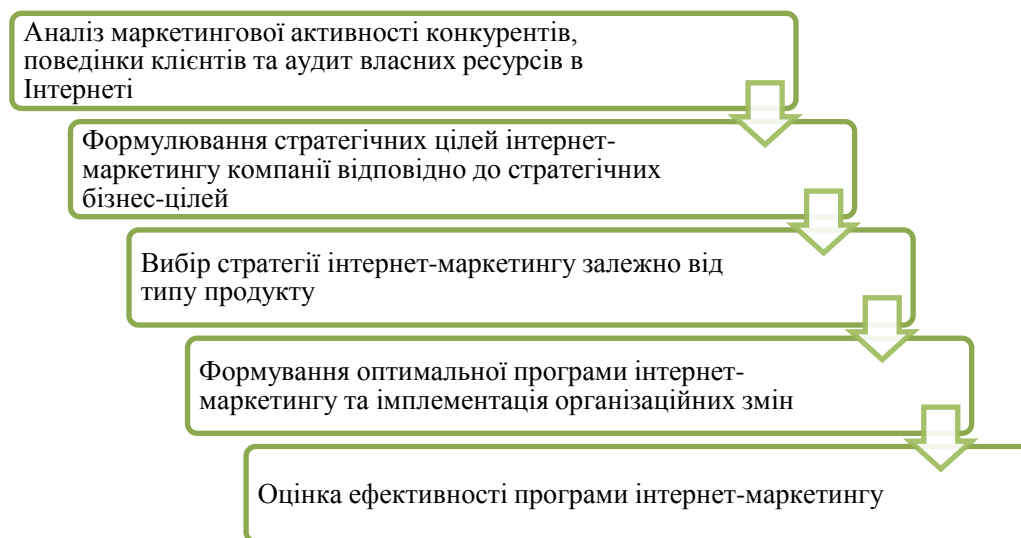 Аналіз маркетингової активності конкурентів,
поведінки клієнтів та аудит власних ресурсів в
Інтернеті
Формулювання стратегічних цілей інтернет-
маркетингу компанії відповідно до стратегічних
бізнес-цілей
Вибір стратегії інтернет-маркетингу залежно від
типу продукту
Формування оптимальної програми інтернет-
маркетингу та імплементація організаційних змін
Оцінка ефективності програми інтернет-маркетингу